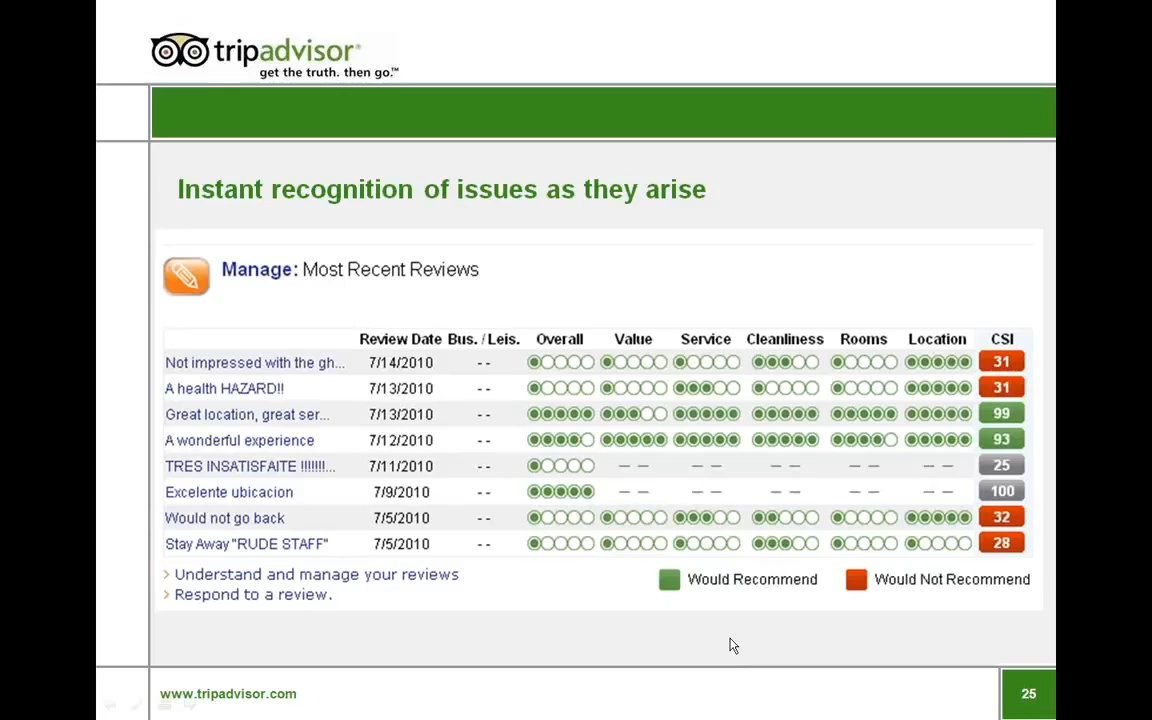 tripadvisor®
get the truth. then go.™
Instant recognition of issues as they arise
Manage: Most Recent Reviews
Review Date Bus. / Leis. Overall Value Service Cleanliness Rooms Location CSI
Not impressed with the gh... 7/14/2010 - - 31
A health HAZARD!! 7/13/2010 - - 31
Great location, great ser... 7/13/2010 - - 99
A wonderful experience 7/12/2010 - - 93
TRES INSATISFAITE !!!!!!!... 7/11/2010 - - - - - - - - - - - - 25
Excelente ubicacion 7/9/2010 - - - - - - - - - - - - 100
Would not go back 7/5/2010 - - 32
Stay Away "RUDE STAFF" 7/5/2010 - - 28
> Understand and manage your reviews
> Respond to a review.
Would Recommend Would Not Recommend
www.tripadvisor.com
25